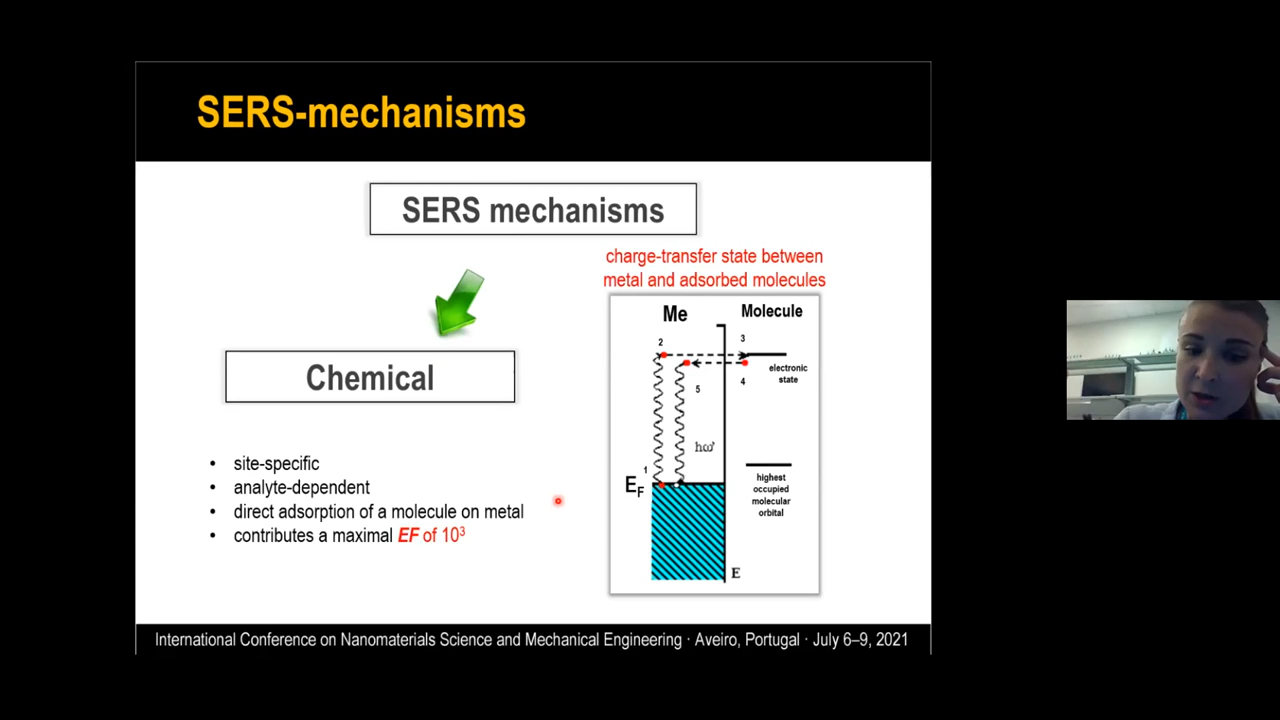 SERS-mechanisms
SERS mechanisms
charge-transfer state between
metal and adsorbed molecules
Chemical
• site-specific
• analyte-dependent
• direct adsorption of a molecule on metal
• contributes a maximal EF of 10³
Me
Molecule
2
3
electronic
state
4
5
ħω'
1
E_F
highest
occupied
molecular
orbital
E
International Conference on Nanomaterials Science and Mechanical Engineering · Aveiro, Portugal · July 6–9, 2021